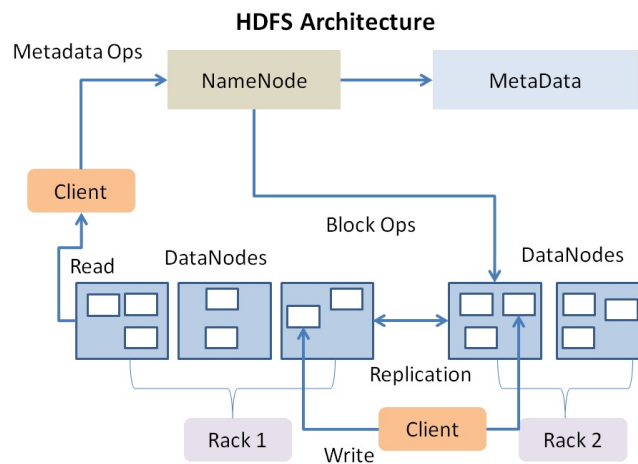 HDFS Architecture
Metadata Ops
NameNode
MetaData
Client
Block Ops
Read
DataNodes
DataNodes
Replication
Client
Rack 1
Write
Rack 2